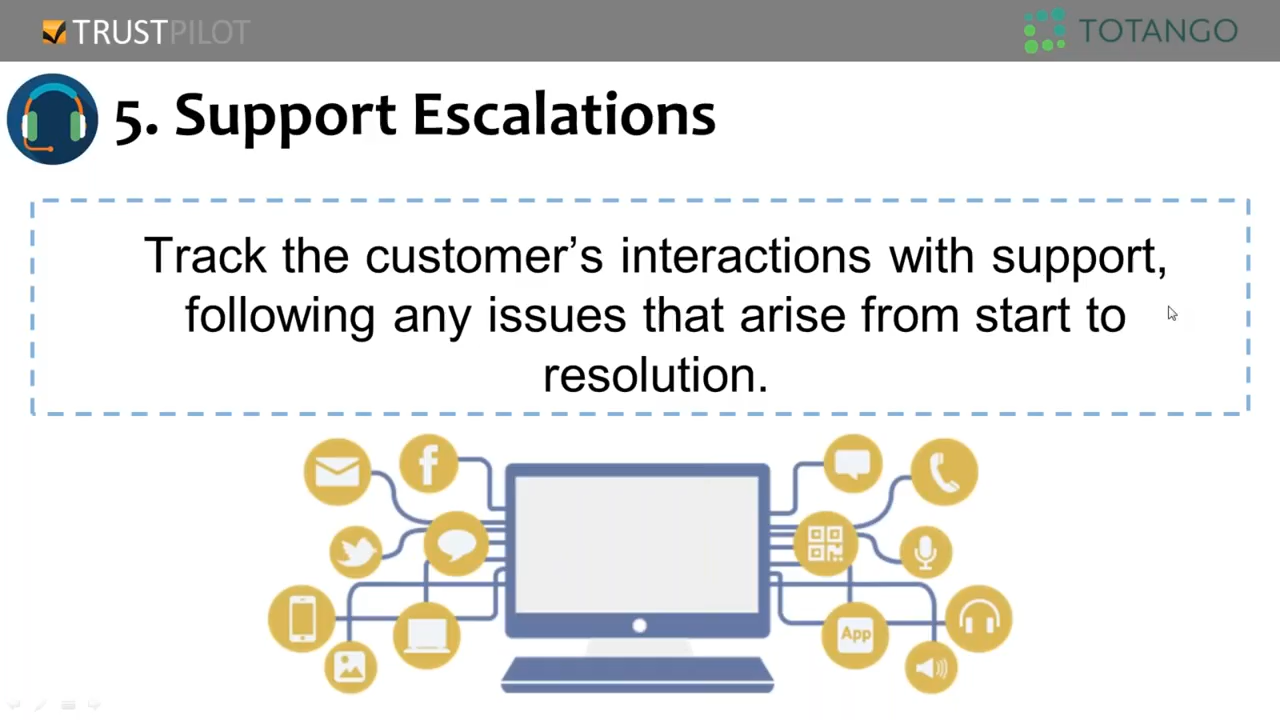 TRUSTPILOT
TOTANGO
5. Support Escalations
Track the customer’s interactions with support,
following any issues that arise from start to
resolution.
App